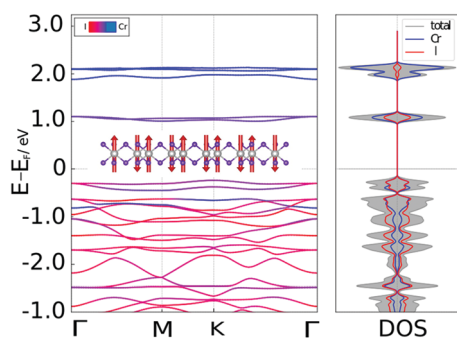 3.0
2.0
1.0
0
-1.0
-2.0
-1.0
E−E_F/ eV
I Cr
Γ M K Γ
total
Cr
I
DOS